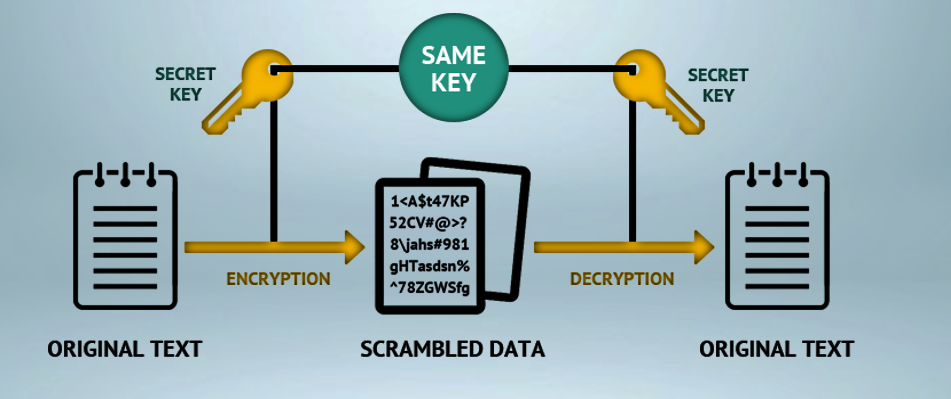 SAME
KEY
SECRET
KEY
SECRET
KEY
1<A$t47KP
52CV#@>?
8\jahs#981
gHTasdsn%
^78ZGWSfg
ENCRYPTION
DECRYPTION
ORIGINAL TEXT
SCRAMBLED DATA
ORIGINAL TEXT